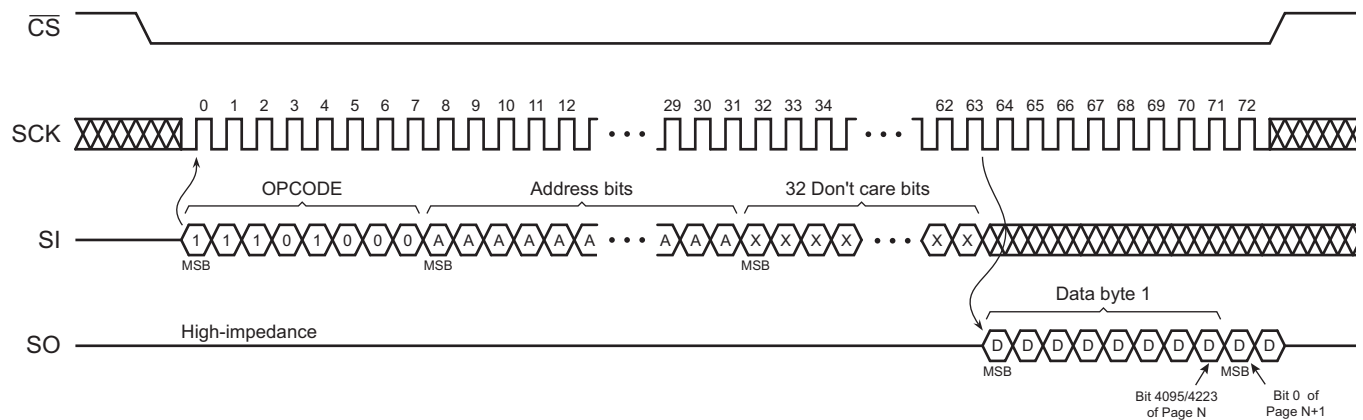 CS
0 1 2 3 4 5 6 7 8 9 10 11 12 29 30 31 32 33 34 62 63 64 65 66 67 68 69 70 71 72
SCK
OPCODE Address bits 32 Don't care bits
SI 1 1 1 0 1 0 0 0 A A A A A A A A A X X X X X X
MSB MSB MSB
Data byte 1
High-impedance
SO D D D D D D D D D D
MSB MSB
Bit 4095/4223
of Page N
Bit 0 of
Page N+1